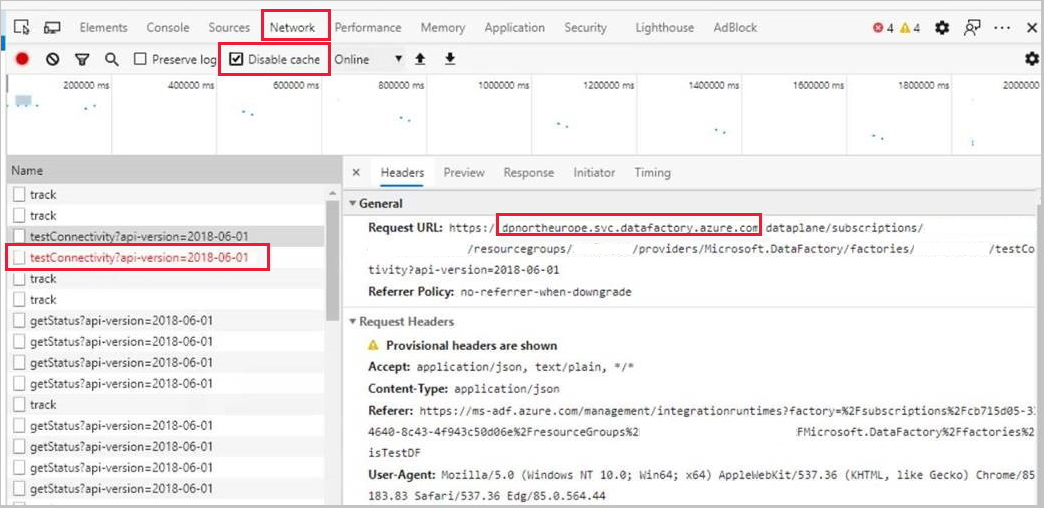 Elements Console Sources Network Performance Memory Application Security Lighthouse AdBlock 4 4
Preserve log Disable cache Online
200000 ms 400000 ms 600000 ms 800000 ms 1000000 ms 1200000 ms 1400000 ms 1600000 ms 1800000 ms 2000000
Name
track
track
testConnectivity?api-version=2018-06-01
testConnectivity?api-version=2018-06-01
track
track
getStatus?api-version=2018-06-01
getStatus?api-version=2018-06-01
getStatus?api-version=2018-06-01
getStatus?api-version=2018-06-01
track
getStatus?api-version=2018-06-01
getStatus?api-version=2018-06-01
getStatus?api-version=2018-06-01
getStatus?api-version=2018-06-01
× Headers Preview Response Initiator Timing
General
Request URL: https:/ dpnortheurope.svc.datafactory.azure.com dataplane/subscriptions/
/resourcegroups/ /providers/Microsoft.DataFactory/factories/ /testCo
tivity?api-version=2018-06-01
Referrer Policy: no-referrer-when-downgrade
Request Headers
Provisional headers are shown
Accept: application/json, text/plain, */*
Content-Type: application/json
Referer: https://ms-adf.azure.com/management/integrationruntimes?factory=%2Fsubscriptions%2Fcb715d05-3
4640-8c43-4f943c50d06e%2FresourceGroups%2 FMicrosoft.DataFactory%2Ffactories%2
isTestDF
User-Agent: Mozilla/5.0 (Windows NT 10.0; Win64; x64) AppleWebKit/537.36 (KHTML, like Gecko) Chrome/85
183.83 Safari/537.36 Edg/85.0.564.44